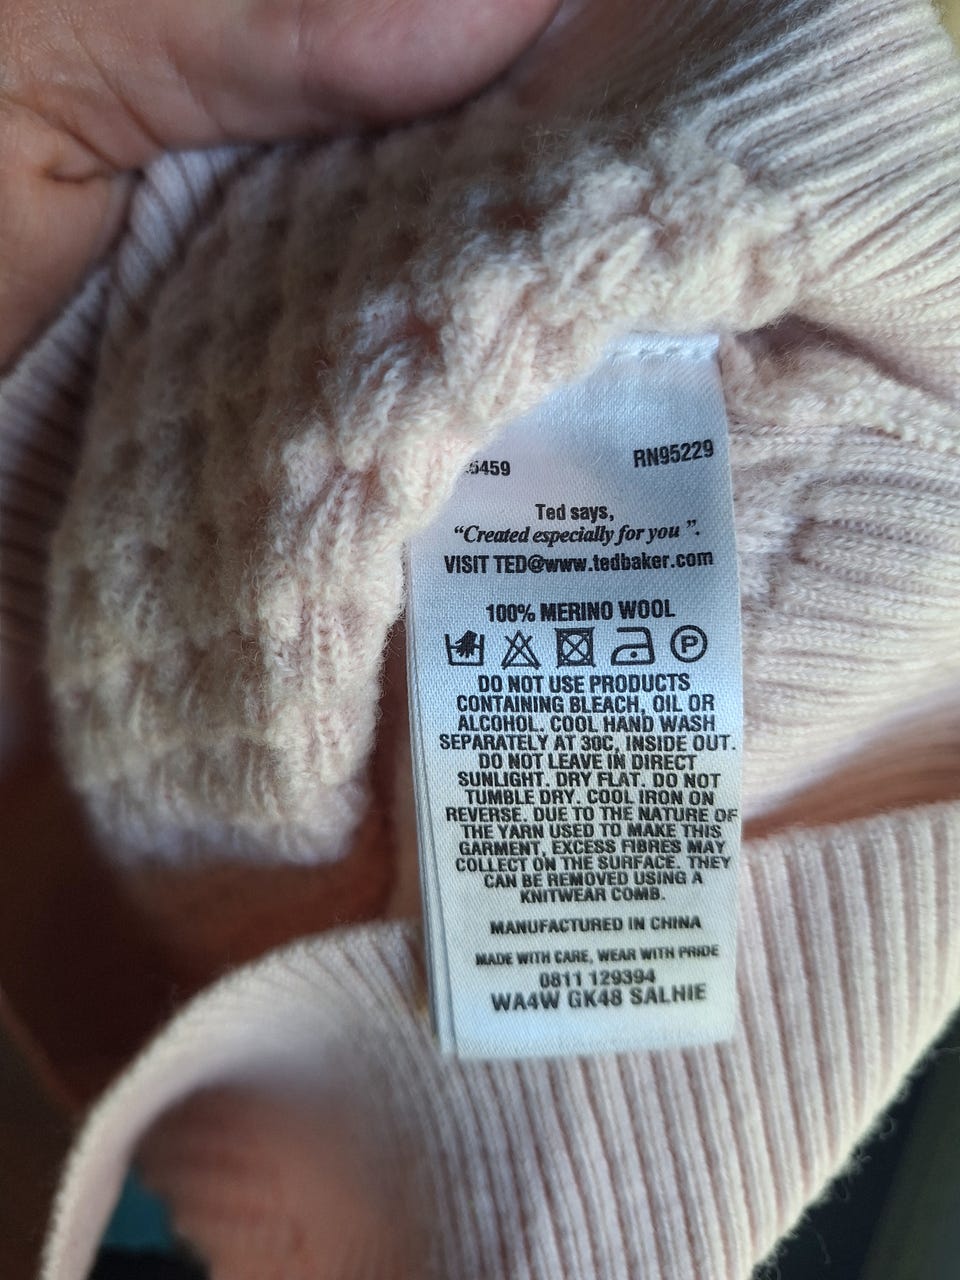 5459 RN95229
Ted says,
“Created especially for you ”.
VISIT TED@www.tedbaker.com
100% MERINO WOOL
P
DO NOT USE PRODUCTS
CONTAINING BLEACH, OIL OR
ALCOHOL. COOL HAND WASH
SEPARATELY AT 30C, INSIDE OUT.
DO NOT LEAVE IN DIRECT
SUNLIGHT. DRY FLAT. DO NOT
TUMBLE DRY. COOL IRON ON
REVERSE. DUE TO THE NATURE OF
THE YARN USED TO MAKE THIS
GARMENT, EXCESS FIBRES MAY
COLLECT ON THE SURFACE. THEY
CAN BE REMOVED USING A
KNITWEAR COMB.
MANUFACTURED IN CHINA
MADE WITH CARE, WEAR WITH PRIDE
0811 129394
WA4W GK48 SALHIE